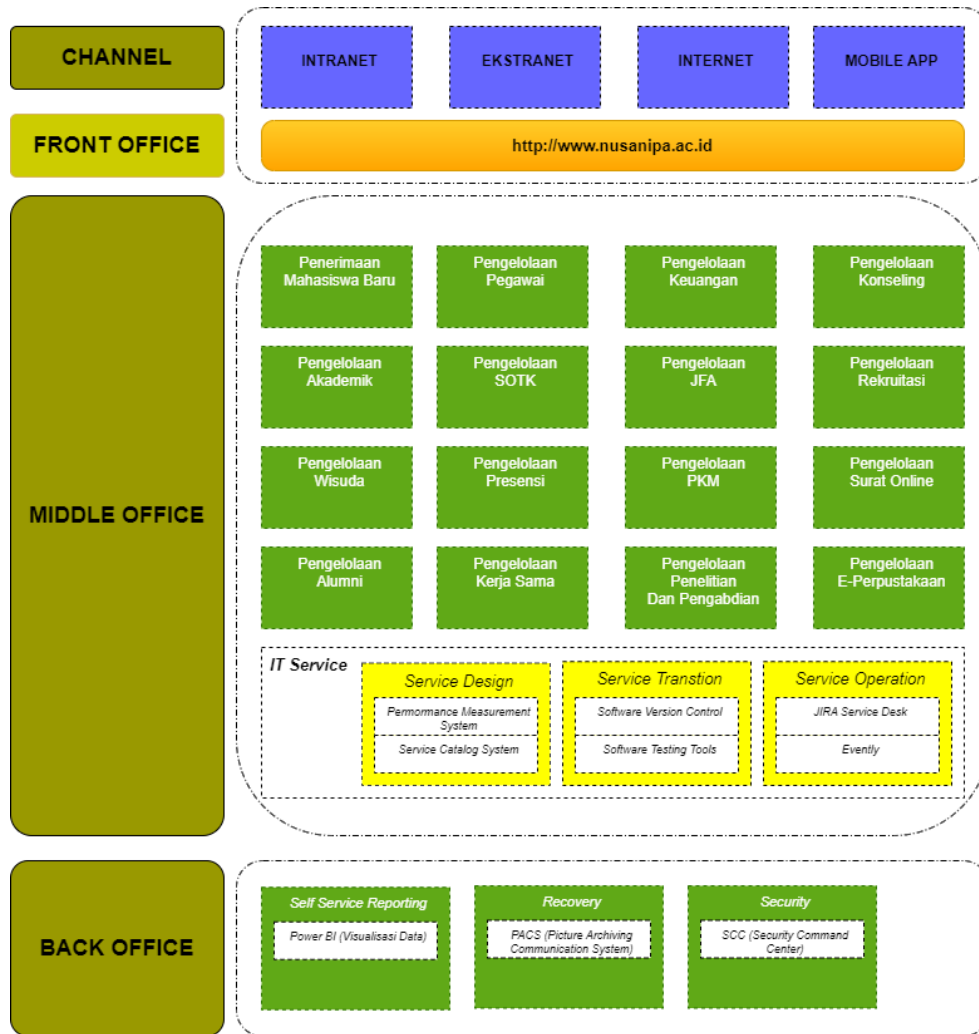 CHANNEL
INTRANET
EKSTRANET
INTERNET
MOBILE APP
FRONT OFFICE
http://www.nusanipa.ac.id
MIDDLE OFFICE
Penerimaan
Mahasiswa Baru
Pengelolaan
Pegawai
Pengelolaan
Keuangan
Pengelolaan
Konseling
Pengelolaan
Akademik
Pengelolaan
SOTK
Pengelolaan
JFA
Pengelolaan
Rekruitasi
Pengelolaan
Wisuda
Pengelolaan
Presensi
Pengelolaan
PKM
Pengelolaan
Surat Online
Pengelolaan
Alumni
Pengelolaan
Kerja Sama
Pengelolaan
Penelitian
Dan Pengabdian
Pengelolaan
E-Perpustakaan
IT Service
Service Design
Permormance Measurement
System
Service Catalog System
Service Transtion
Software Version Control
Software Testing Tools
Service Operation
JIRA Service Desk
Evently
BACK OFFICE
Self Service Reporting
Power BI (Visualisasi Data)
Recovery
PACS (Picture Archiving
Communication System)
Security
SCC (Security Command
Center)